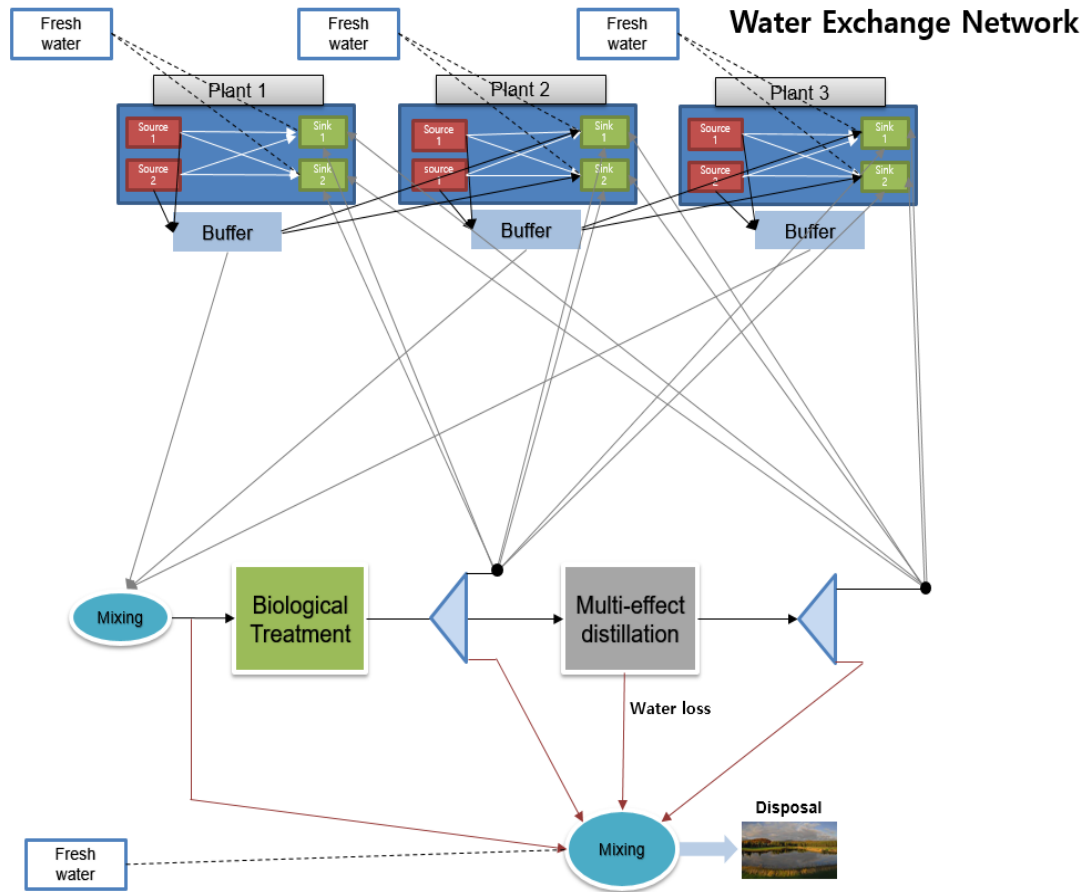 Water Exchange Network
Fresh
water
Fresh
water
Fresh
water
Plant 1
Plant 2
Plant 3
Source
1
Source
2
Sink
1
Sink
2
Source
1
source
1
Sink
1
Sink
2
Source
1
Source
2
Sink
1
Sink
2
Buffer
Buffer
Buffer
Mixing
Biological
Treatment
Multi-effect
distillation
Water loss
Fresh
water
Mixing
Disposal